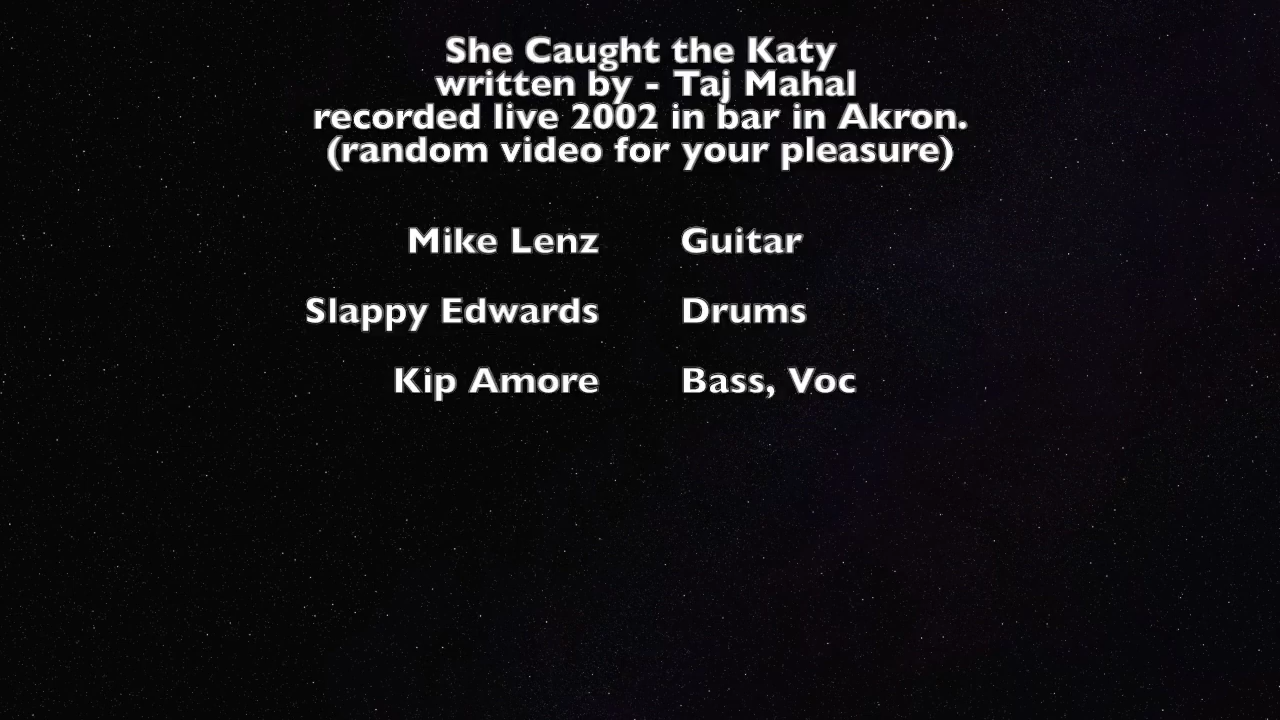 She Caught the Katy
written by - Taj Mahal
recorded live 2002 in bar in Akron.
(random video for your pleasure)
Mike Lenz Guitar
Slappy Edwards Drums
Kip Amore Bass, Voc